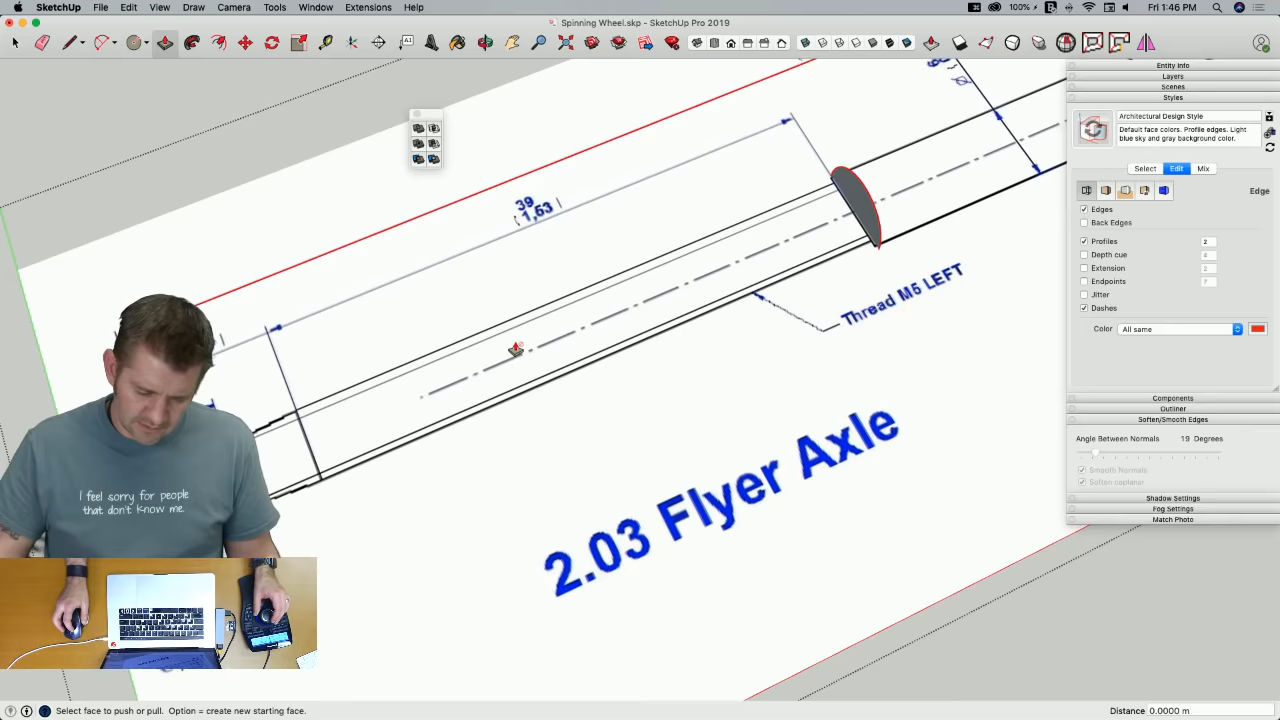 SketchUp File Edit View Draw Camera Tools Window Extensions Help
100% Fri 1:46 PM
Spinning Wheel.skp - SketchUp Pro 2019
Entity Info
Layers
Scenes
Styles
Architectural Design Style
Default face colors. Profile edges. Light
blue sky and gray background color.
Select Edit Mix
Edge
Edges
Back Edges
Profiles 2
Depth cue 4
Extension 2
Endpoints 7
Jitter
Dashes
Color All same
Components
Outliner
Soften/Smooth Edges
Angle Between Normals 19 Degrees
Smooth Normals
Soften coplanar
Shadow Settings
Fog Settings
Match Photo
39
1,53
Thread M5 LEFT
2.03 Flyer Axle
I feel sorry for people
that don't know me.
Select face to push or pull. Option = create new starting face.
Distance 0.0000 m